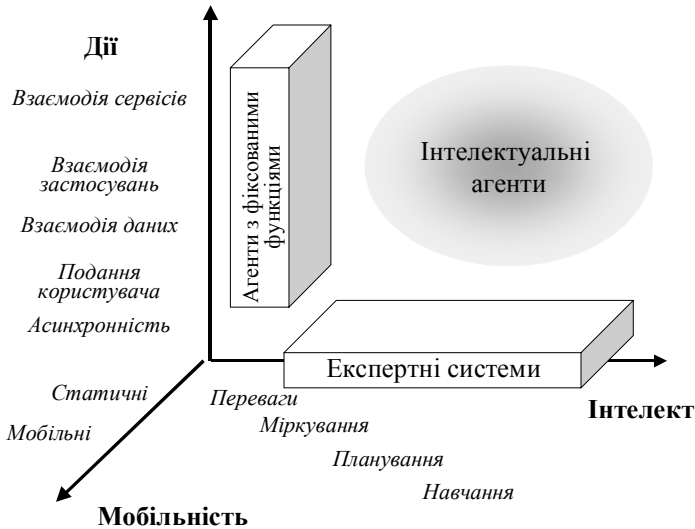 Дії
Взаємодія сервісів
Взаємодія
застосувань
Взаємодія даних
Подання
користувача
Асинхронність
Агенти з фіксованими
функціями
Інтелектуальні
агенти
Експертні системи
Статичні
Мобільні
Мобільність
Переваги
Міркування
Планування
Навчання
Інтелект